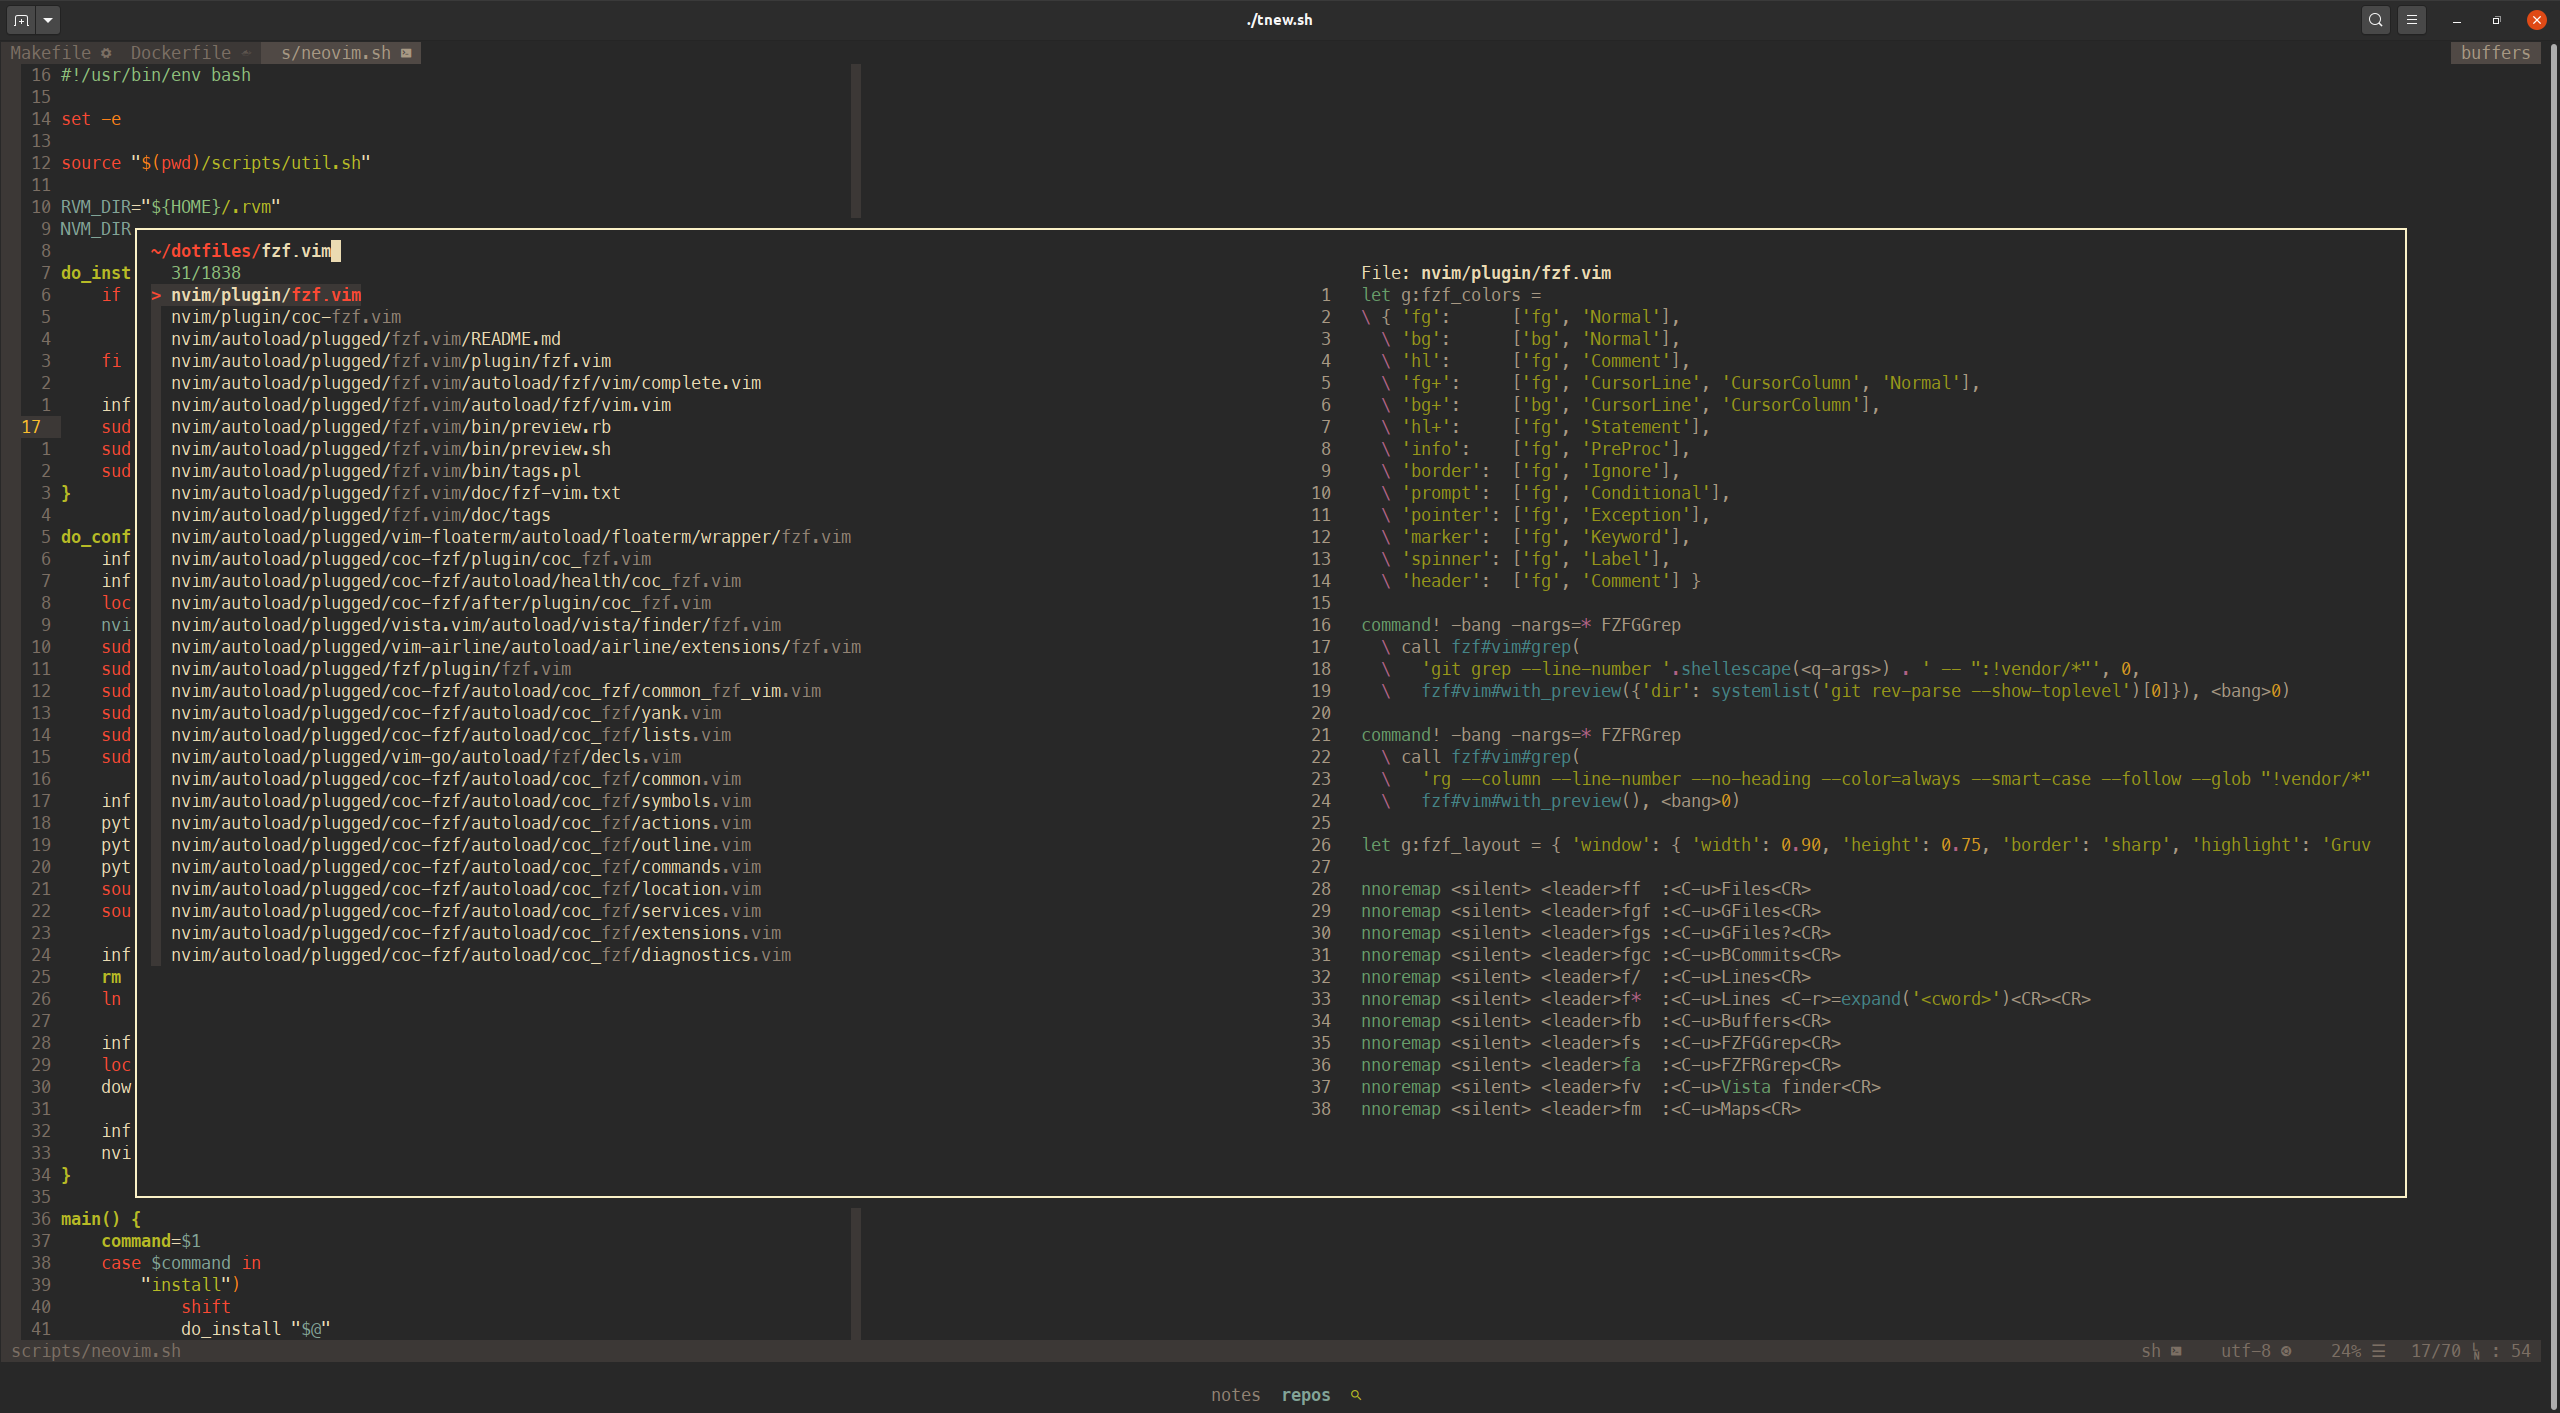 ./tnew.sh
Makefile Dockerfile s/neovim.sh buffers
16 #!/usr/bin/env bash
15
14 set -e
13
12 source "$(pwd)/scripts/util.sh"
11
10 RVM_DIR="${HOME}/.rvm"
9 NVM_DIR
8
7 do_inst
6 if
5
4
3 fi
2
1 inf
17 sud
1 sud
2 sud
3 }
4
5 do_conf
6 inf
7 inf
8 loc
9 nvi
10 sud
11 sud
12 sud
13 sud
14 sud
15 sud
16
17 inf
18 pyt
19 pyt
20 pyt
21 sou
22 sou
23
24 inf
25 rm
26 ln
27
28 inf
29 loc
30 dow
31
32 inf
33 nvi
34 }
35
36 main() {
37 command=$1
38 case $command in
39 "install")
40 shift
41 do_install "$@"
~/dotfiles/fzf.vim
31/1838
> nvim/plugin/fzf.vim
nvim/plugin/coc-fzf.vim
nvim/autoload/plugged/fzf.vim/README.md
nvim/autoload/plugged/fzf.vim/plugin/fzf.vim
nvim/autoload/plugged/fzf.vim/autoload/fzf/vim/complete.vim
nvim/autoload/plugged/fzf.vim/autoload/fzf/vim.vim
nvim/autoload/plugged/fzf.vim/bin/preview.rb
nvim/autoload/plugged/fzf.vim/bin/preview.sh
nvim/autoload/plugged/fzf.vim/bin/tags.pl
nvim/autoload/plugged/fzf.vim/doc/fzf-vim.txt
nvim/autoload/plugged/fzf.vim/doc/tags
nvim/autoload/plugged/vim-floaterm/autoload/floaterm/wrapper/fzf.vim
nvim/autoload/plugged/coc-fzf/plugin/coc_fzf.vim
nvim/autoload/plugged/coc-fzf/autoload/health/coc_fzf.vim
nvim/autoload/plugged/coc-fzf/after/plugin/coc_fzf.vim
nvim/autoload/plugged/vista.vim/autoload/vista/finder/fzf.vim
nvim/autoload/plugged/vim-airline/autoload/airline/extensions/fzf.vim
nvim/autoload/plugged/fzf/plugin/fzf.vim
nvim/autoload/plugged/coc-fzf/autoload/coc_fzf/common_fzf_vim.vim
nvim/autoload/plugged/coc-fzf/autoload/coc_fzf/yank.vim
nvim/autoload/plugged/coc-fzf/autoload/coc_fzf/lists.vim
nvim/autoload/plugged/vim-go/autoload/fzf/decls.vim
nvim/autoload/plugged/coc-fzf/autoload/coc_fzf/common.vim
nvim/autoload/plugged/coc-fzf/autoload/coc_fzf/symbols.vim
nvim/autoload/plugged/coc-fzf/autoload/coc_fzf/actions.vim
nvim/autoload/plugged/coc-fzf/autoload/coc_fzf/outline.vim
nvim/autoload/plugged/coc-fzf/autoload/coc_fzf/commands.vim
nvim/autoload/plugged/coc-fzf/autoload/coc_fzf/location.vim
nvim/autoload/plugged/coc-fzf/autoload/coc_fzf/services.vim
nvim/autoload/plugged/coc-fzf/autoload/coc_fzf/extensions.vim
nvim/autoload/plugged/coc-fzf/autoload/coc_fzf/diagnostics.vim
File: nvim/plugin/fzf.vim
1 let g:fzf_colors =
2 \ { 'fg': ['fg', 'Normal'],
3 \ 'bg': ['bg', 'Normal'],
4 \ 'hl': ['fg', 'Comment'],
5 \ 'fg+': ['fg', 'CursorLine', 'CursorColumn', 'Normal'],
6 \ 'bg+': ['bg', 'CursorLine', 'CursorColumn'],
7 \ 'hl+': ['fg', 'Statement'],
8 \ 'info': ['fg', 'PreProc'],
9 \ 'border': ['fg', 'Ignore'],
10 \ 'prompt': ['fg', 'Conditional'],
11 \ 'pointer': ['fg', 'Exception'],
12 \ 'marker': ['fg', 'Keyword'],
13 \ 'spinner': ['fg', 'Label'],
14 \ 'header': ['fg', 'Comment'] }
15
16 command! -bang -nargs=* FZFGGrep
17 \ call fzf#vim#grep(
18 \ 'git grep --line-number '.shellescape(<q-args>) . ' -- ":!vendor/*"', 0,
19 \ fzf#vim#with_preview({'dir': systemlist('git rev-parse --show-toplevel')[0]}), <bang>0)
20
21 command! -bang -nargs=* FZFRGrep
22 \ call fzf#vim#grep(
23 \ 'rg --column --line-number --no-heading --color=always --smart-case --follow --glob "!vendor/*"
24 \ fzf#vim#with_preview(), <bang>0)
25
26 let g:fzf_layout = { 'window': { 'width': 0.90, 'height': 0.75, 'border': 'sharp', 'highlight': 'Gruv
27
28 nnoremap <silent> <leader>ff :<C-u>Files<CR>
29 nnoremap <silent> <leader>fgf :<C-u>GFiles<CR>
30 nnoremap <silent> <leader>fgs :<C-u>GFiles?<CR>
31 nnoremap <silent> <leader>fgc :<C-u>BCommits<CR>
32 nnoremap <silent> <leader>f/ :<C-u>Lines<CR>
33 nnoremap <silent> <leader>f* :<C-u>Lines <C-r>=expand('<cword>')<CR><CR>
34 nnoremap <silent> <leader>fb :<C-u>Buffers<CR>
35 nnoremap <silent> <leader>fs :<C-u>FZFGGrep<CR>
36 nnoremap <silent> <leader>fa :<C-u>FZFRGrep<CR>
37 nnoremap <silent> <leader>fv :<C-u>Vista finder<CR>
38 nnoremap <silent> <leader>fm :<C-u>Maps<CR>
scripts/neovim.sh sh utf-8 24% ☰ 17/70 : 54
notes repos